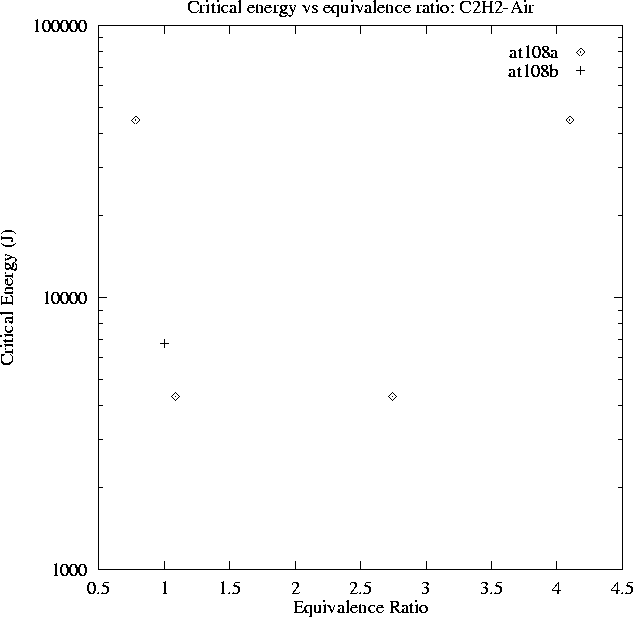 Critical energy vs equivalence ratio: C2H2-Air
100000
at108a
at108b
Critical Energy (J)
10000
1000
0.5 1 1.5 2 2.5 3 3.5 4 4.5
Equivalence Ratio